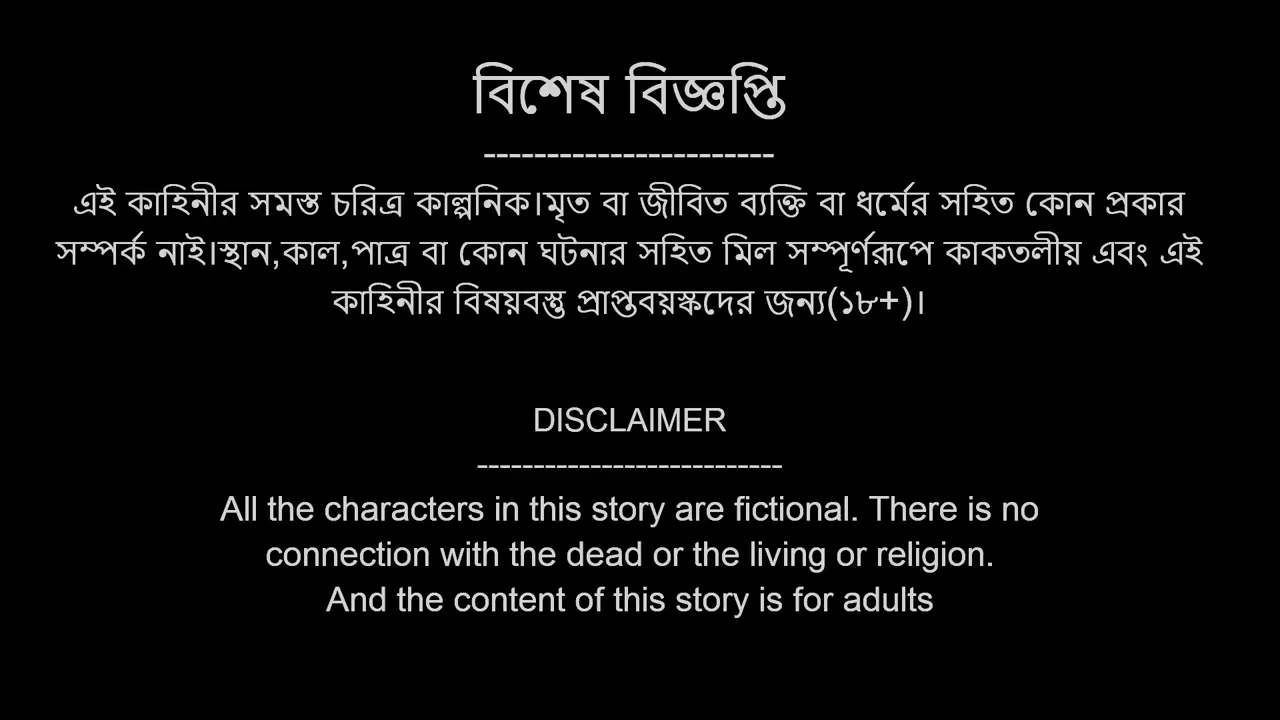 বিশেষ বিজ্ঞপ্তি
-----------------------
এই কাহিনীর সমস্ত চরিত্র কাল্পনিক।মৃত বা জীবিত ব্যক্তি বা ধর্মের সহিত কোন প্রকার
সম্পর্ক নাই।স্থান,কাল,পাত্র বা কোন ঘটনার সহিত মিল সম্পূর্ণরূপে কাকতলীয় এবং এই
কাহিনীর বিষয়বস্তু প্রাপ্তবয়স্কদের জন্য(১৮+)।
DISCLAIMER
---------------------------
All the characters in this story are fictional. There is no
connection with the dead or the living or religion.
And the content of this story is for adults